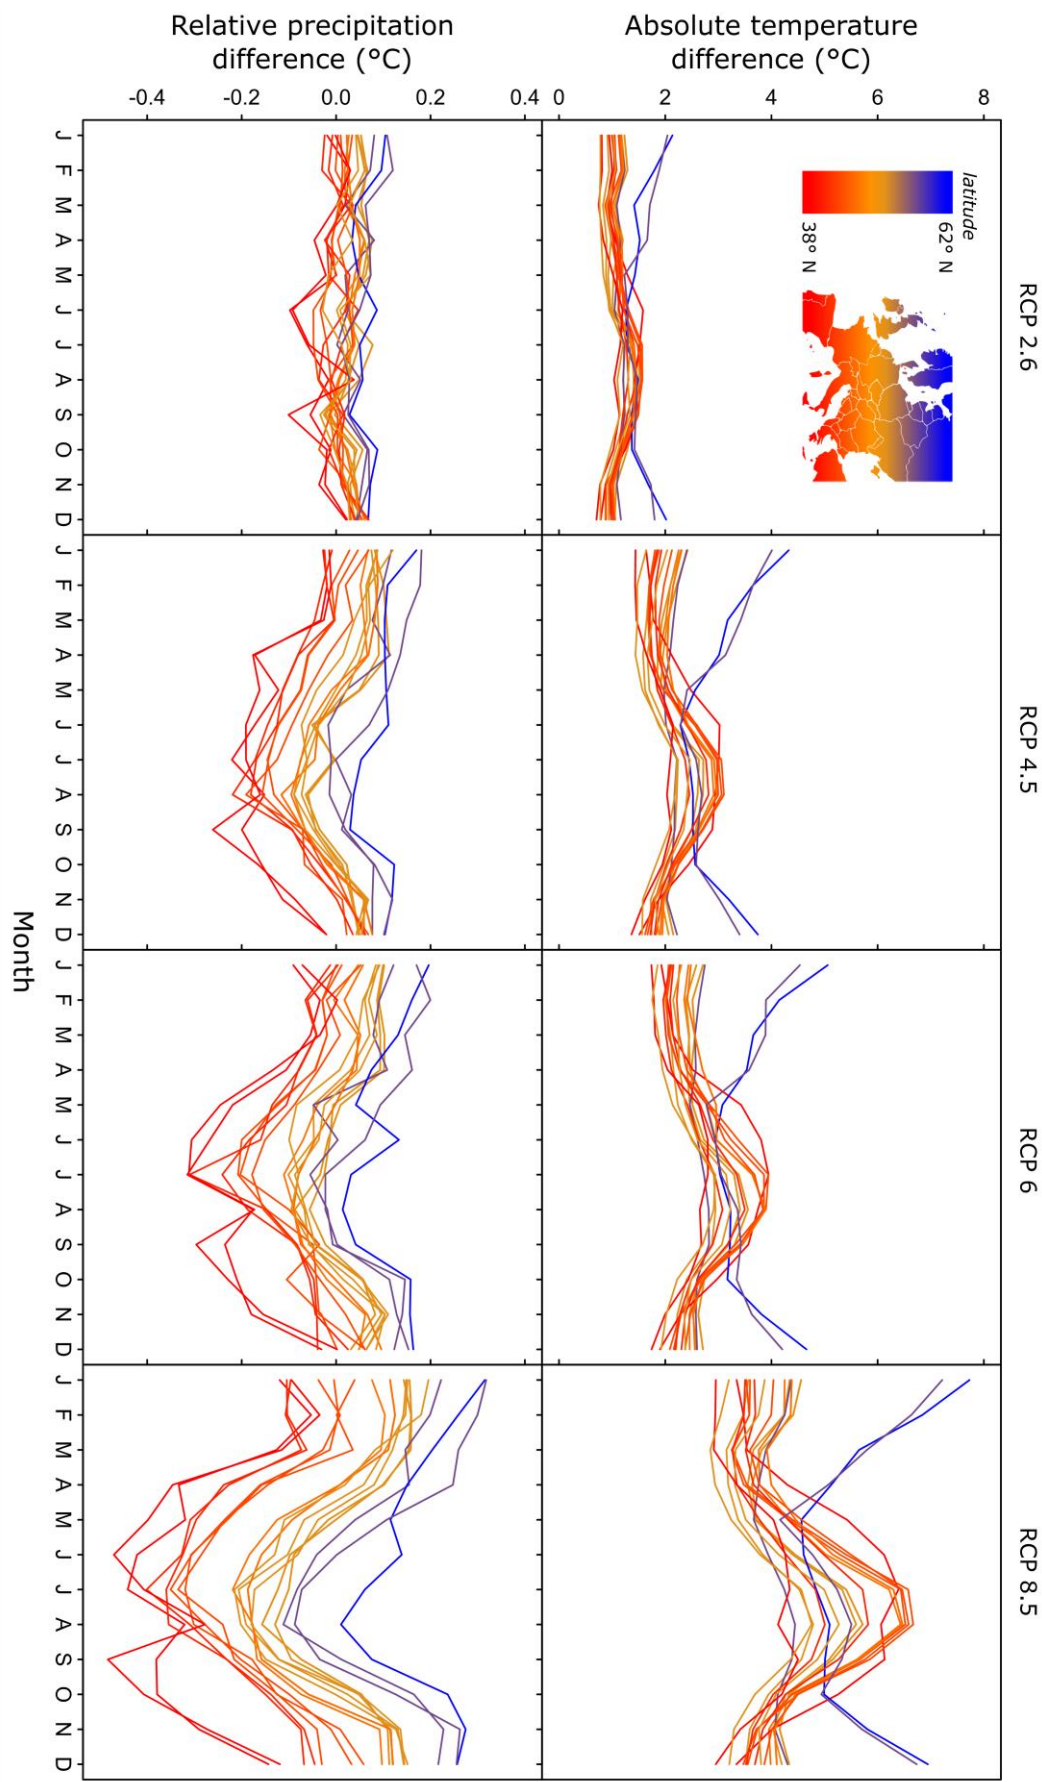 Relative precipitation
difference (°C)
Absolute temperature
difference (°C)
-0.4 -0.2 0.0 0.2 0.4 0 2 4 6 8
latitude
62° N
38° N
RCP 2.6
J F M A M J J A S O N D
RCP 4.5
J F M A M J J A S O N D
RCP 6
J F M A M J J A S O N D
RCP 8.5
J F M A M J J A S O N D
Month